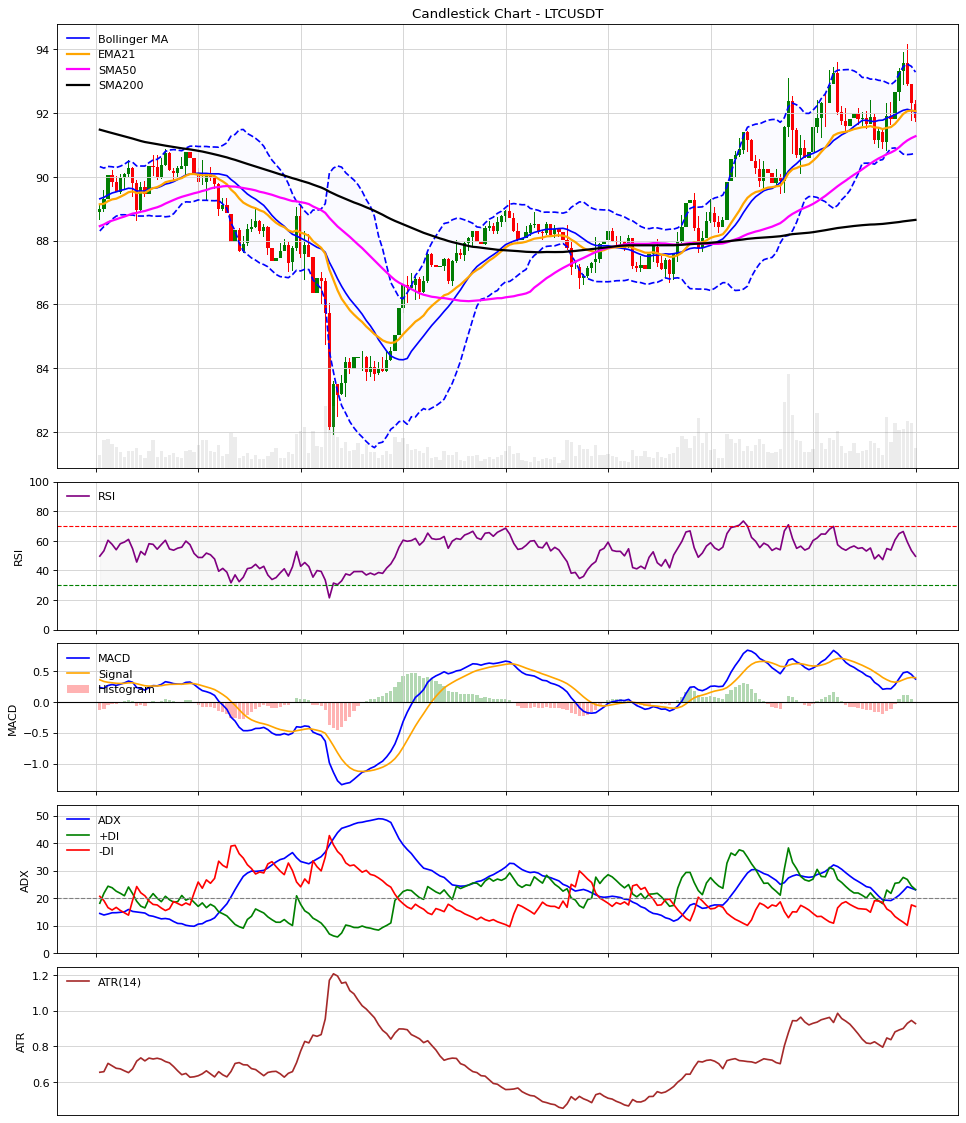 Candlestick Chart - LTCUSDT
Bollinger MA
EMA21
SMA50
SMA200
94
92
90
88
86
84
82
RSI
RSI
100
80
60
40
20
0
MACD
Signal
Histogram
MACD
0.5
0.0
−0.5
−1.0
ADX
+DI
-DI
ADX
50
40
30
20
10
0
ATR(14)
ATR
1.2
1.0
0.8
0.6